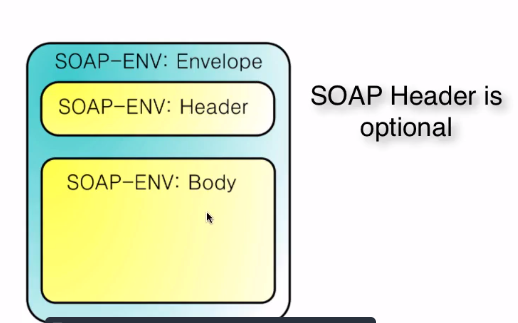 SOAP-ENV: Envelope
SOAP-ENV: Header
SOAP Header is
optional
SOAP-ENV: Body